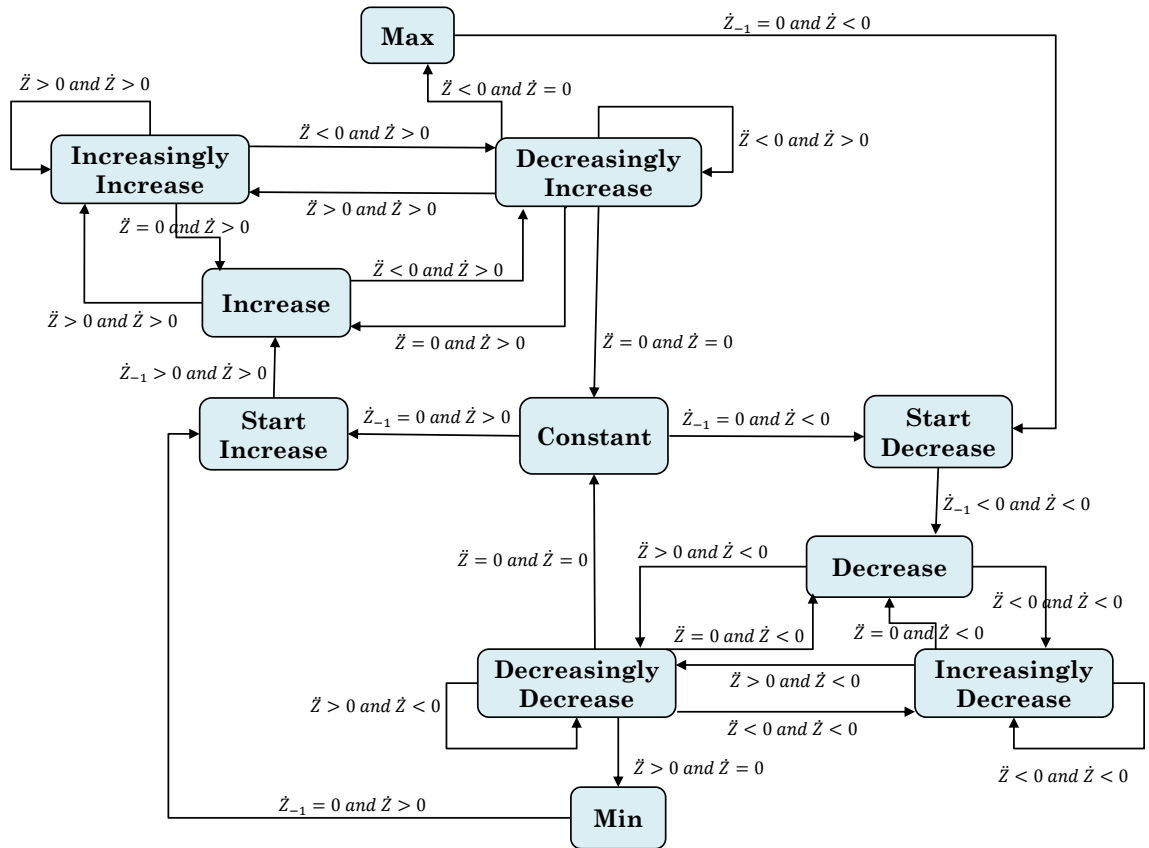 Ż₋₁ = 0 and Ż < 0
Max
Z̈ > 0 and Ż > 0
Z̈ < 0 and Ż = 0
Z̈ < 0 and Ż > 0
Z̈ < 0 and Ż > 0
Increasingly
Increase
Decreasingly
Increase
Z̈ > 0 and Ż > 0
Z̈ = 0 and Ż > 0
Z̈ < 0 and Ż > 0
Increase
Z̈ > 0 and Ż > 0
Z̈ = 0 and Ż > 0
Z̈ = 0 and Ż = 0
Ż₋₁ > 0 and Ż > 0
Start
Increase
Ż₋₁ = 0 and Ż > 0
Constant
Ż₋₁ = 0 and Ż < 0
Start
Decrease
Ż₋₁ < 0 and Ż < 0
Z̈ = 0 and Ż = 0
Z̈ > 0 and Ż < 0
Decrease
Z̈ < 0 and Ż < 0
Z̈ = 0 and Ż < 0
Z̈ = 0 and Ż < 0
Decreasingly
Decrease
Z̈ > 0 and Ż < 0
Increasingly
Decrease
Z̈ > 0 and Ż < 0
Z̈ < 0 and Ż < 0
Z̈ > 0 and Ż = 0
Z̈ < 0 and Ż < 0
Ż₋₁ = 0 and Ż > 0
Min